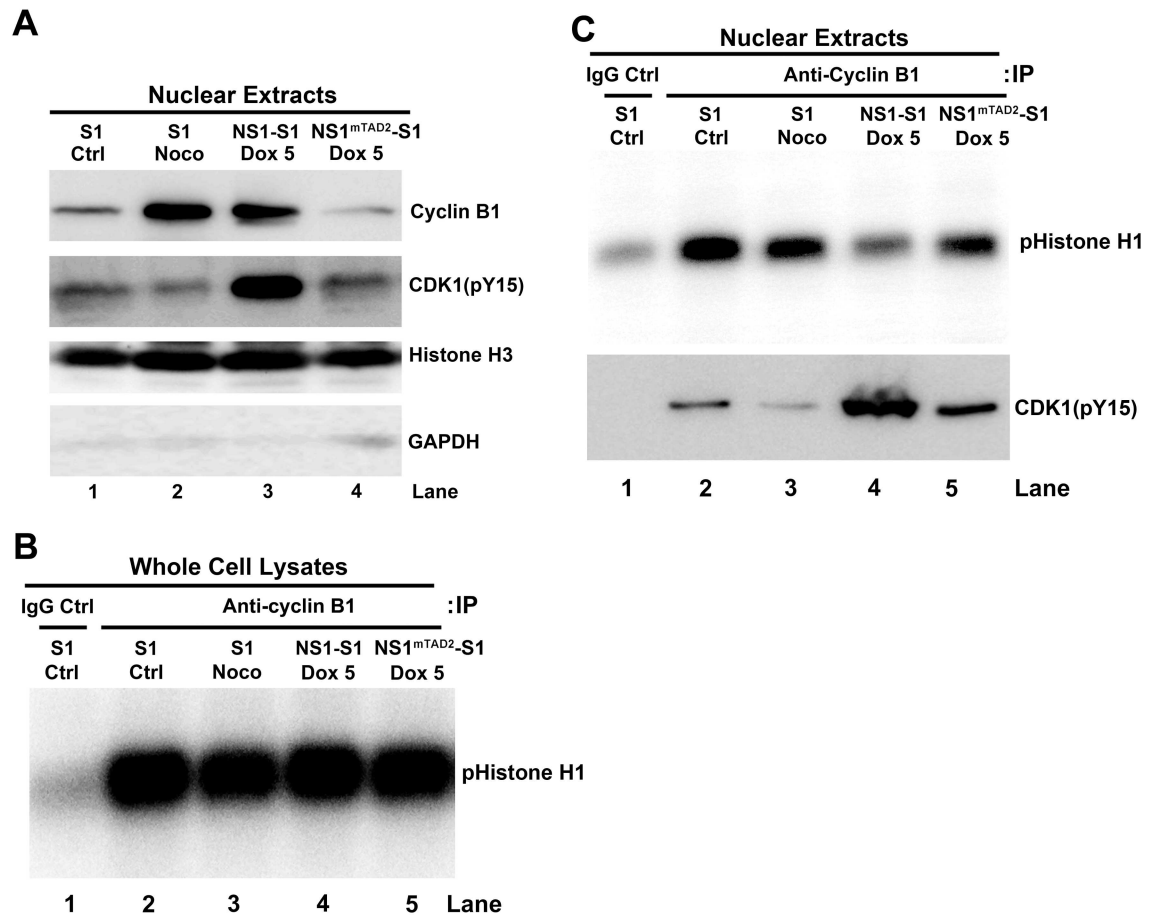 A
Nuclear Extracts
S1 S1 NS1-S1 NS1mTAD2-S1
Ctrl Noco Dox 5 Dox 5
Cyclin B1
CDK1(pY15)
Histone H3
GAPDH
1 2 3 4 Lane
B
Whole Cell Lysates
IgG Ctrl Anti-cyclin B1 :IP
S1 S1 S1 NS1-S1 NS1mTAD2-S1
Ctrl Ctrl Noco Dox 5 Dox 5
pHistone H1
1 2 3 4 5 Lane
C
Nuclear Extracts
IgG Ctrl Anti-Cyclin B1 :IP
S1 S1 S1 NS1-S1 NS1mTAD2-S1
Ctrl Ctrl Noco Dox 5 Dox 5
pHistone H1
CDK1(pY15)
1 2 3 4 5 Lane